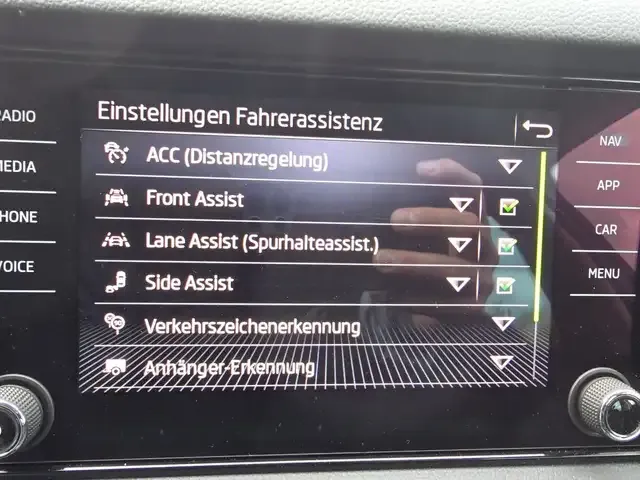 Einstellungen Fahrerassistenz
ACC (Distanzregelung)
Front Assist
Lane Assist (Spurhalteassist.)
Side Assist
Verkehrszeichenerkennung
Anhänger-Erkennung
RADIO
MEDIA
PHONE
VOICE
NAV
APP
CAR
MENU